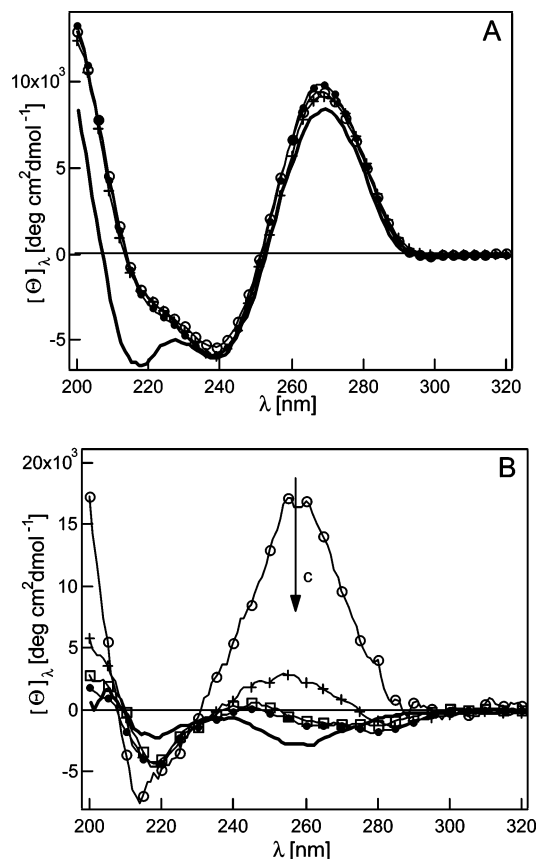 A
10x10³
5
0
-5
[Θ]λ [deg cm²dmol⁻¹]
200 220 240 260 280 300 320
λ [nm]
B
20x10³
15
10
5
0
-5
[Θ]λ [deg cm²dmol⁻¹]
c
200 220 240 260 280 300 320
λ [nm]